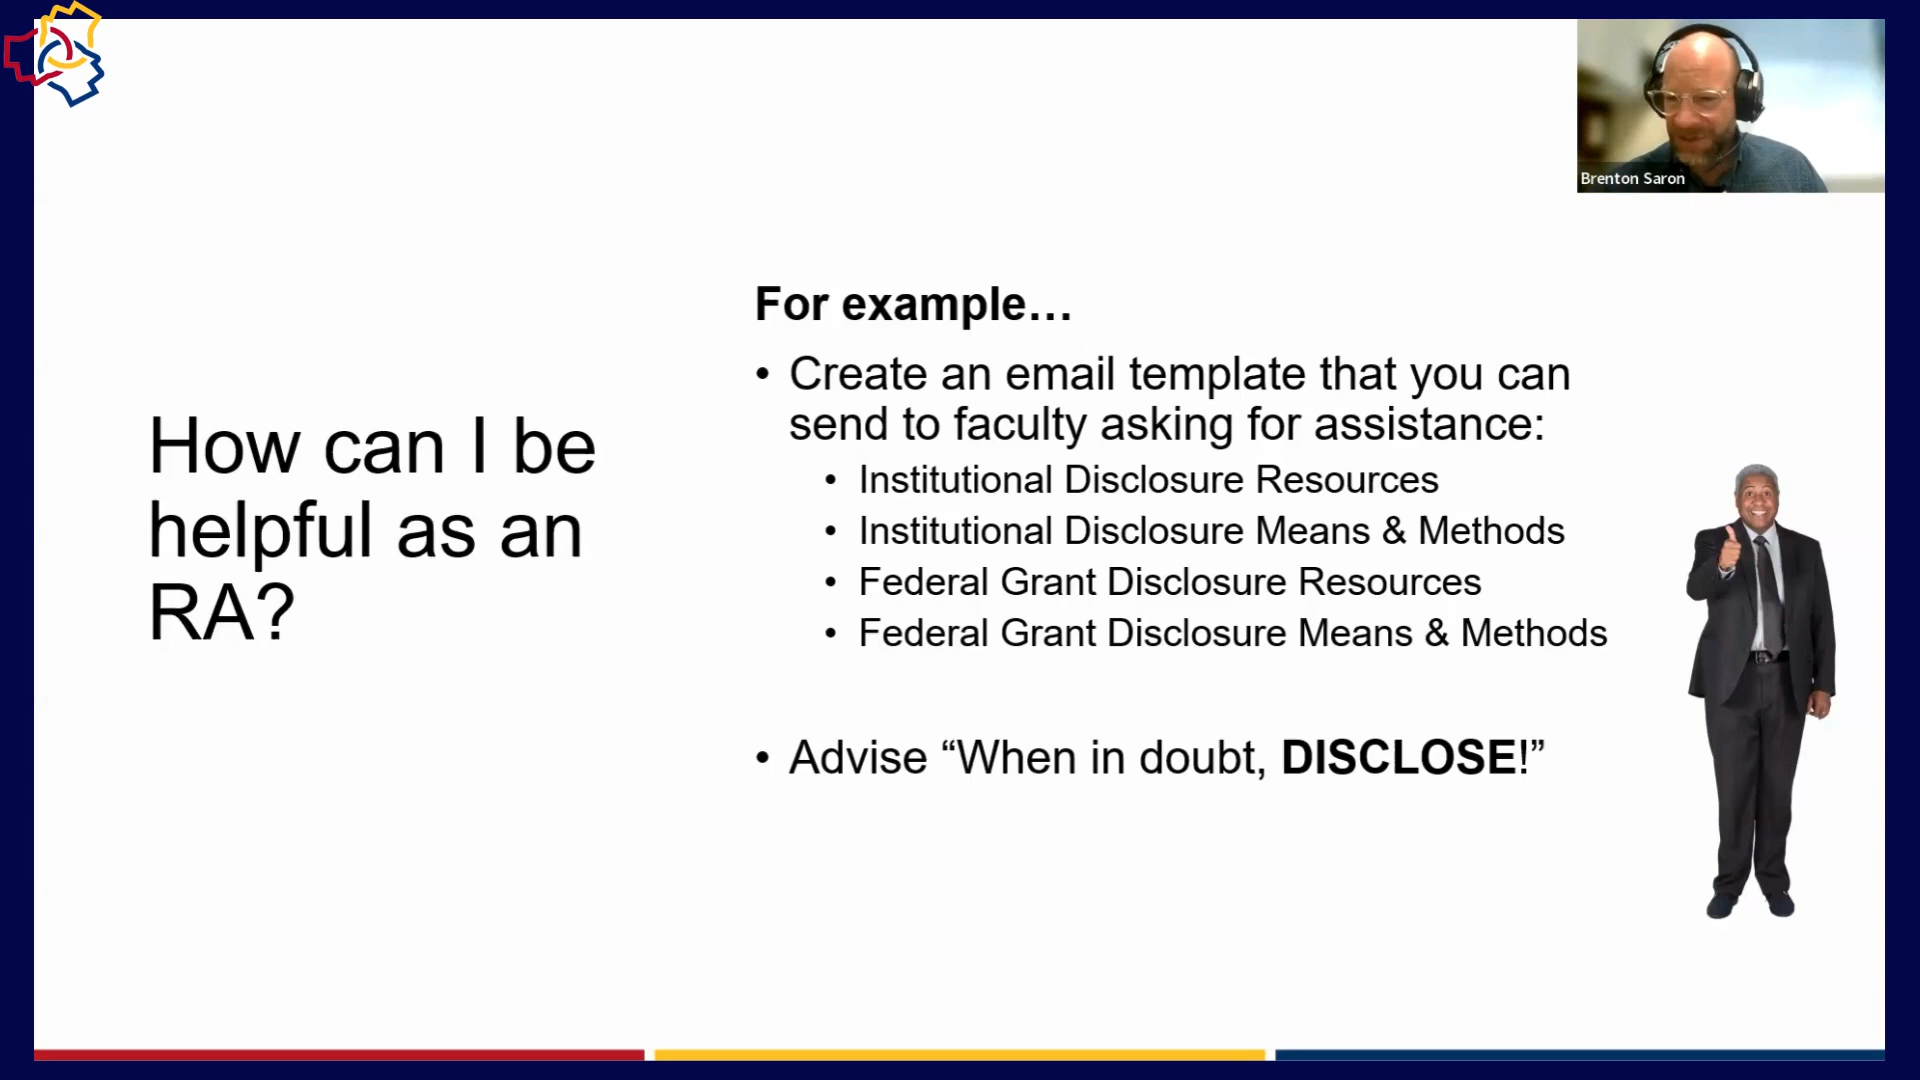 Brenton Saron
How can I be
helpful as an
RA?
For example…
• Create an email template that you can
send to faculty asking for assistance:
• Institutional Disclosure Resources
• Institutional Disclosure Means & Methods
• Federal Grant Disclosure Resources
• Federal Grant Disclosure Means & Methods
• Advise “When in doubt, DISCLOSE!”